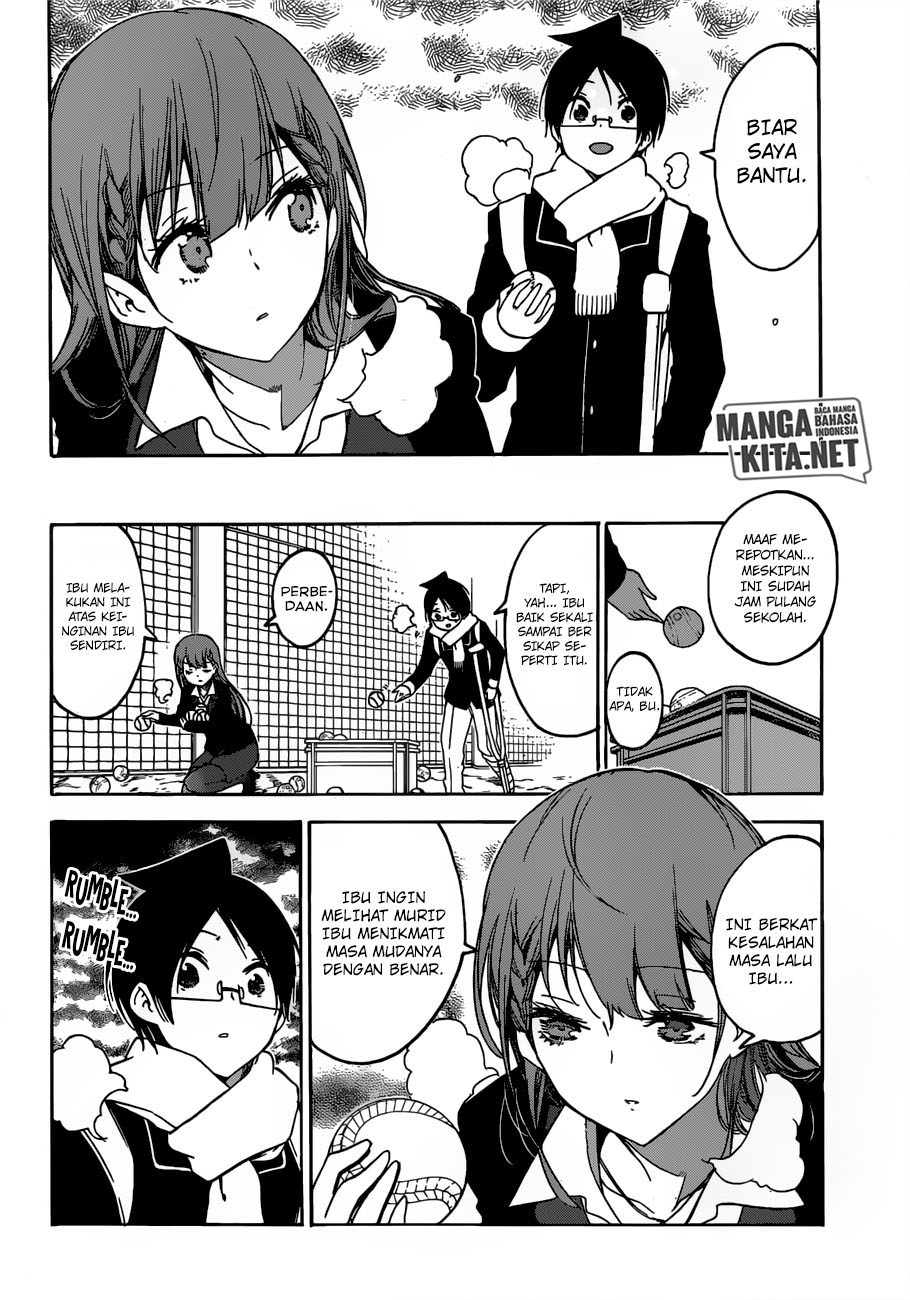 BIAR
SAYA
BANTU.
MANGA
KITA.NET
BACA MANGA
BAHASA
INDONESIA
MAAF ME-
REPOTKAN...
MESKIPUN
INI SUDAH
JAM PULANG
SEKOLAH.
TIDAK
APA, BU.
TAPI,
YAH... IBU
BAIK SEKALI
SAMPAI BER
SIKAP SE-
PERTI ITU.
PERBE-
DAAN.
IBU MELA-
KUKAN INI
ATAS KEI-
NGINAN IBU
SENDIRI.
INI BERKAT
KESALAHAN
MASA LALU
IBU...
IBU INGIN
MELIHAT MURID
IBU MENIKMATI
MASA MUDANYA
DENGAN BENAR.
RUMBLE...
RUMBLE...